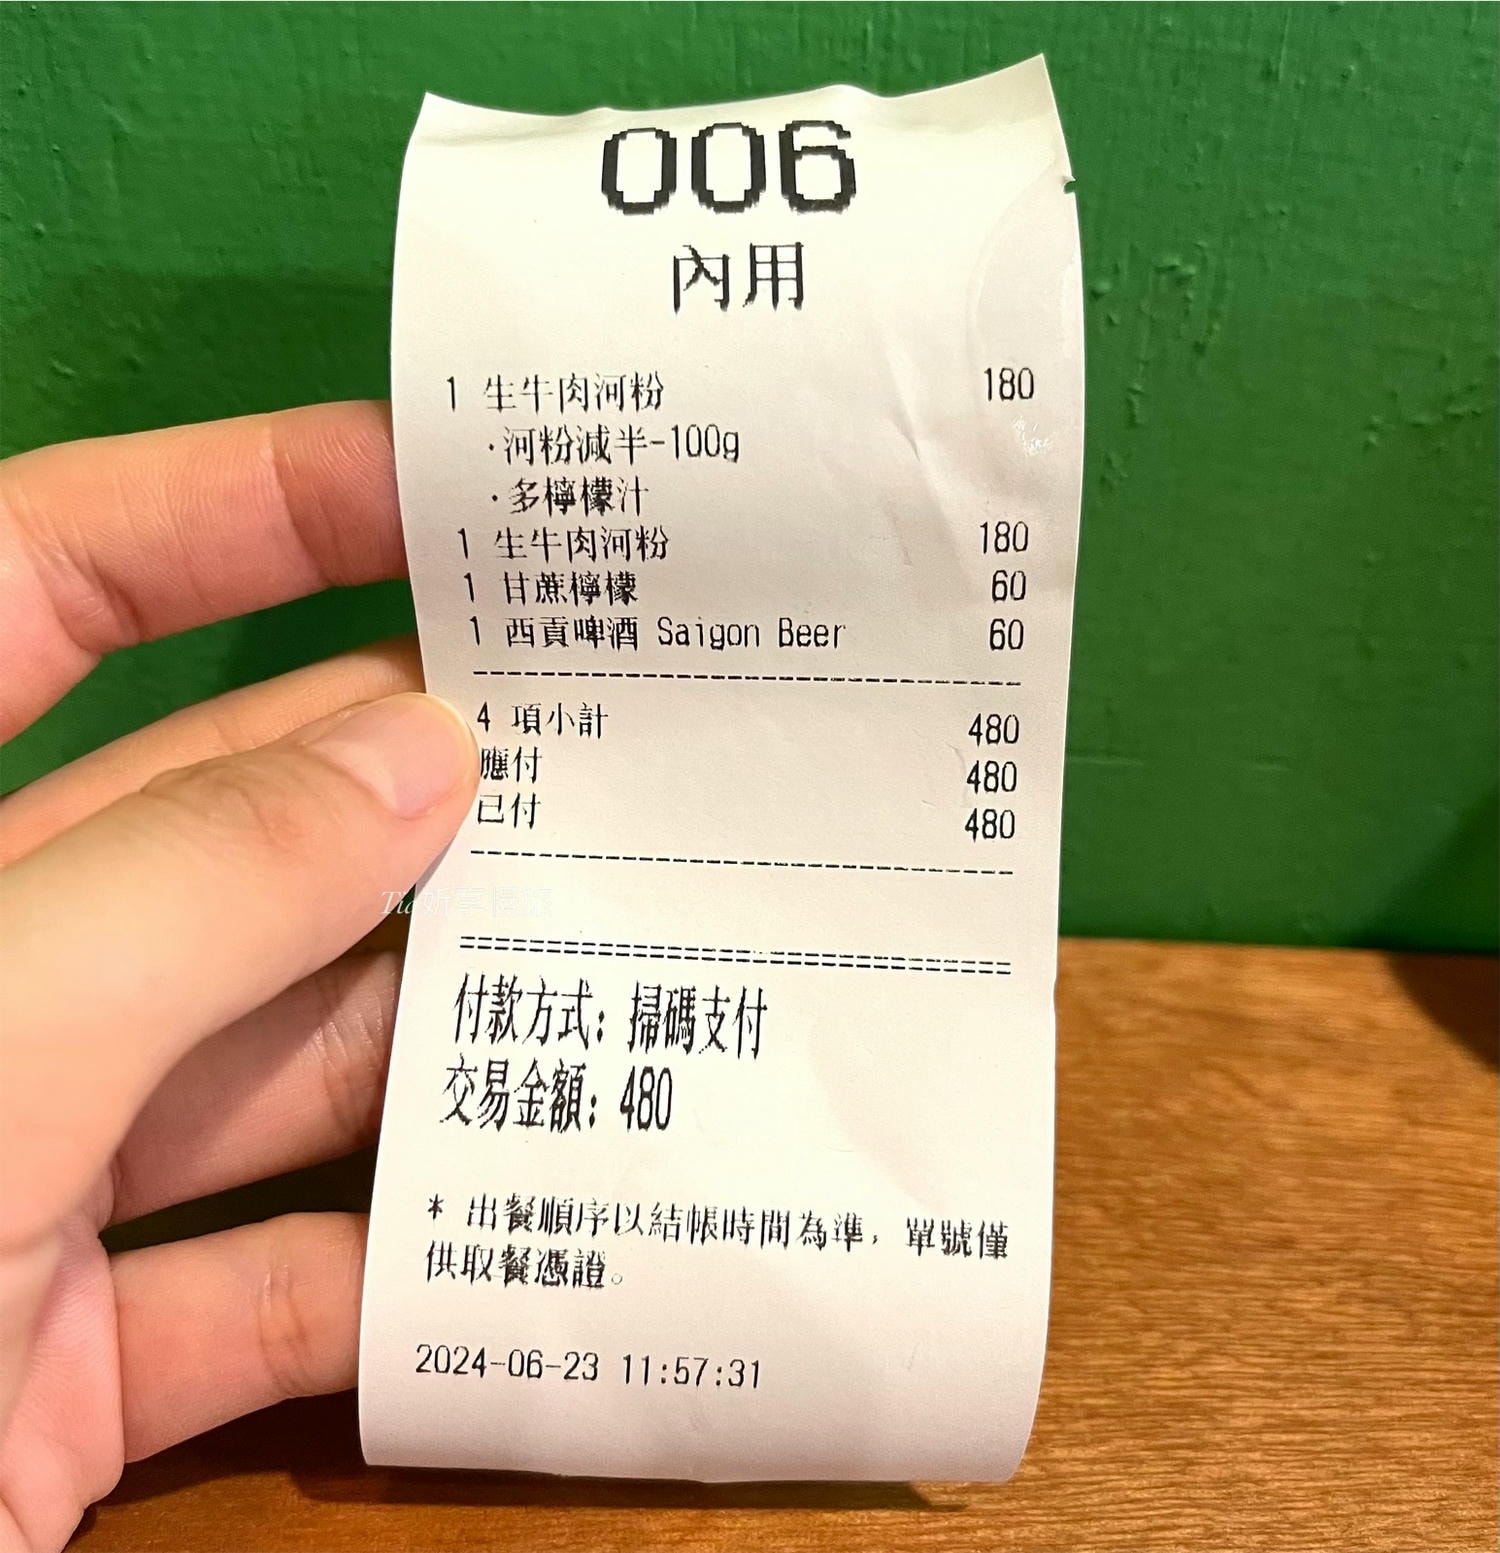 006
內用
1 生牛肉河粉 180
·河粉減半-100g
·多檸檬汁
1 生牛肉河粉 180
1 甘蔗檸檬 60
1 西貢啤酒 Saigon Beer 60
4 項小計 480
應付 480
已付 480
付款方式: 掃碼支付
交易金額: 480
* 出餐順序以結帳時間為準, 單號僅
供取餐憑證。
2024-06-23 11:57:31